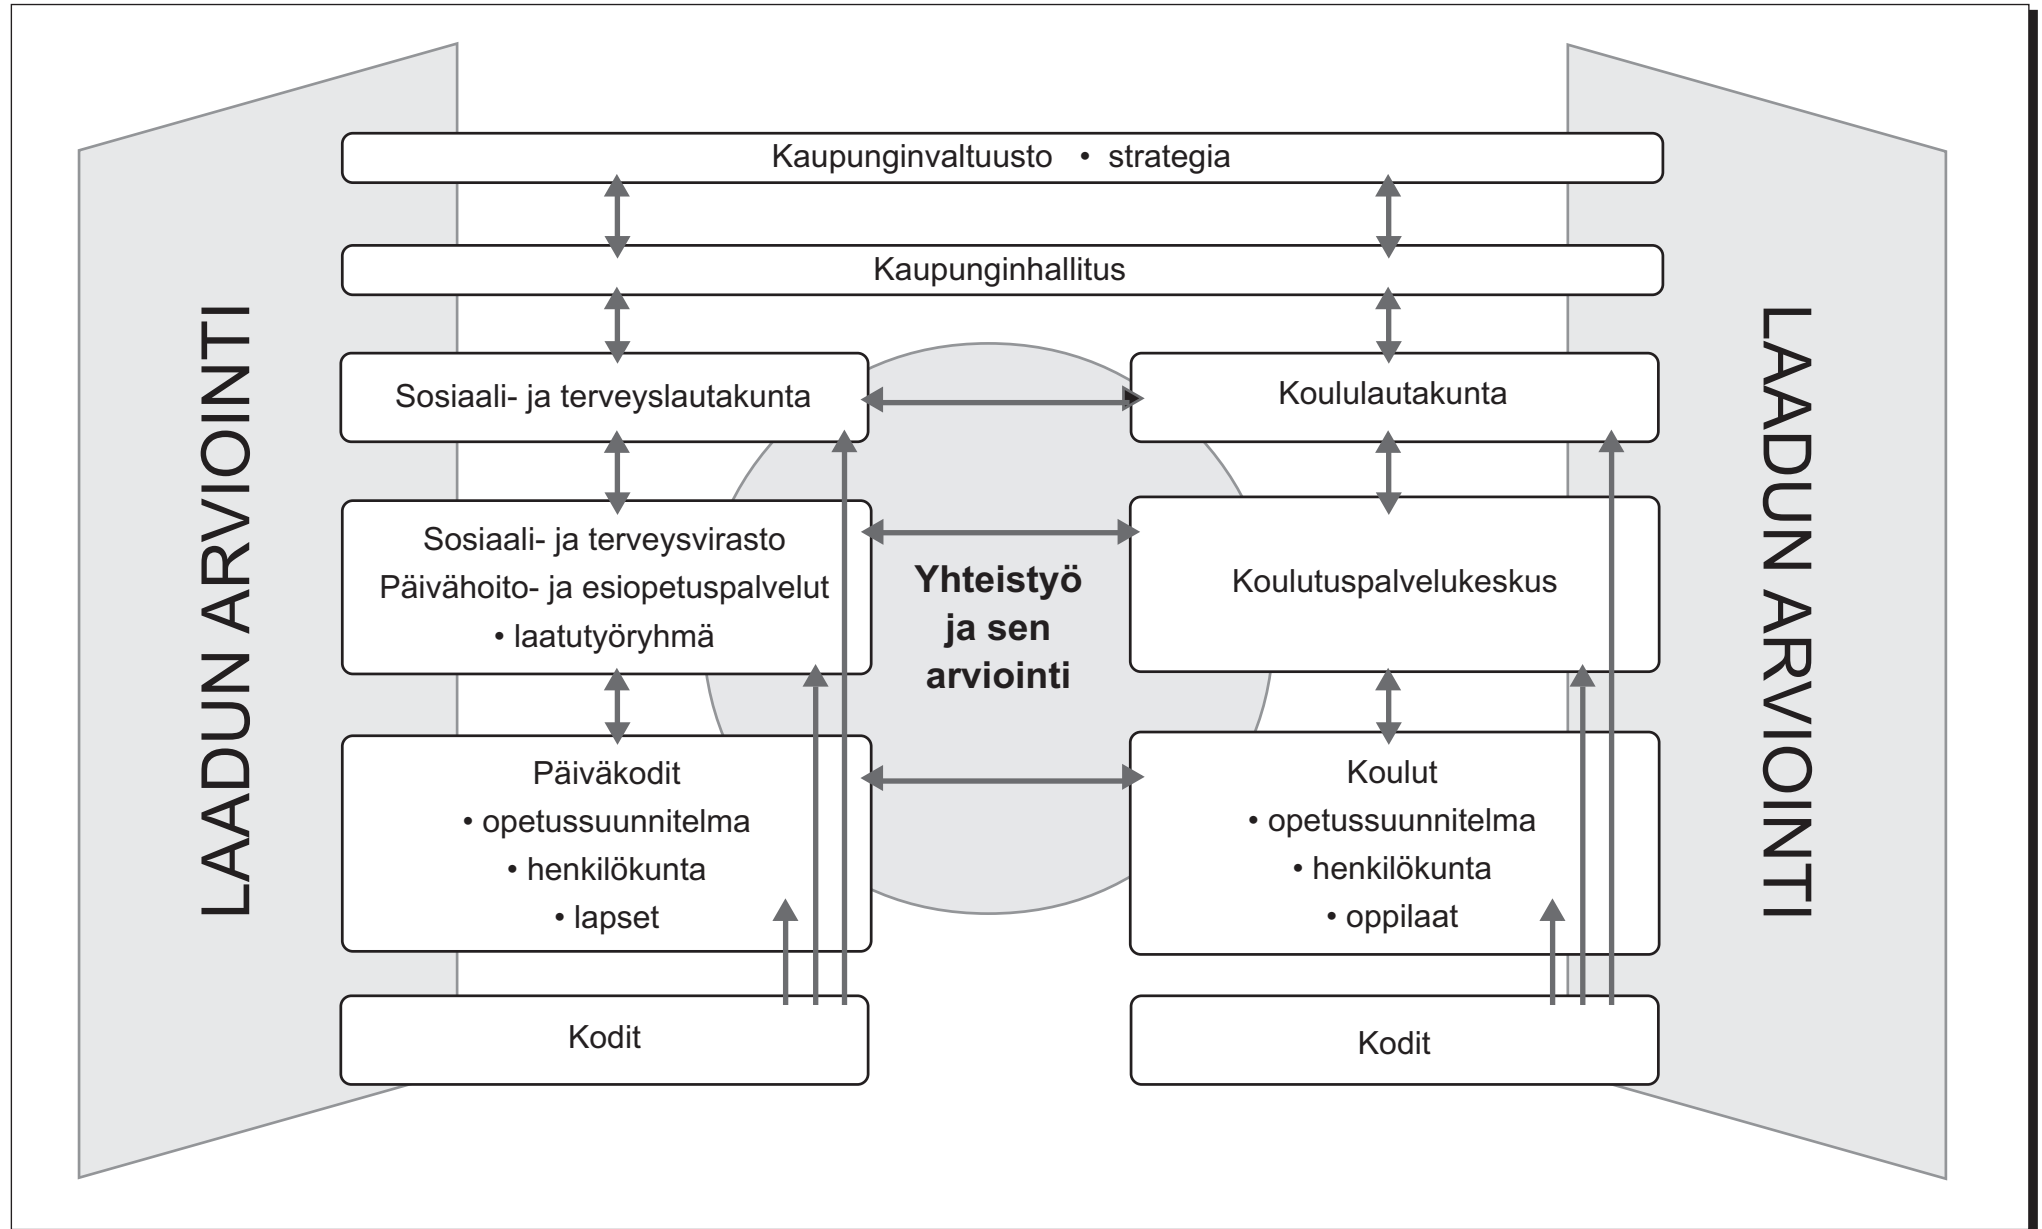 LAADUN ARVIOINTI
Kaupunginvaltuusto • strategia
Kaupunginhallitus
Sosiaali- ja terveyslautakunta
Koululautakunta
Sosiaali- ja terveysvirasto
Päivähoito- ja esiopetuspalvelut
• laatutyöryhmä
Yhteistyö
ja sen
arviointi
Koulutuspalvelukeskus
Päiväkodit
• opetussuunnitelma
• henkilökunta
• lapset
Koulut
• opetussuunnitelma
• henkilökunta
• oppilaat
Kodit
Kodit
LAADUN ARVIOINTI